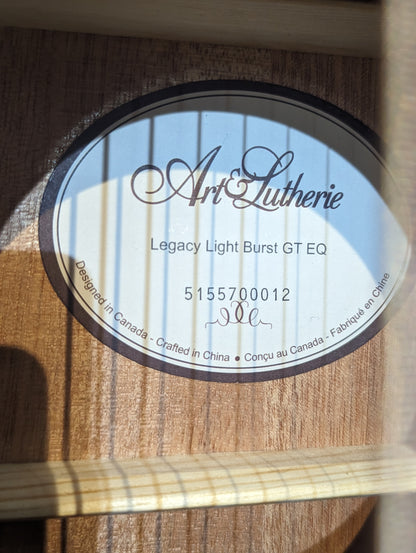 Art & Lutherie
Legacy Light Burst GT EQ
5155700012
Designed in Canada - Crafted in China • Conçu au Canada - Fabriqué en Chine